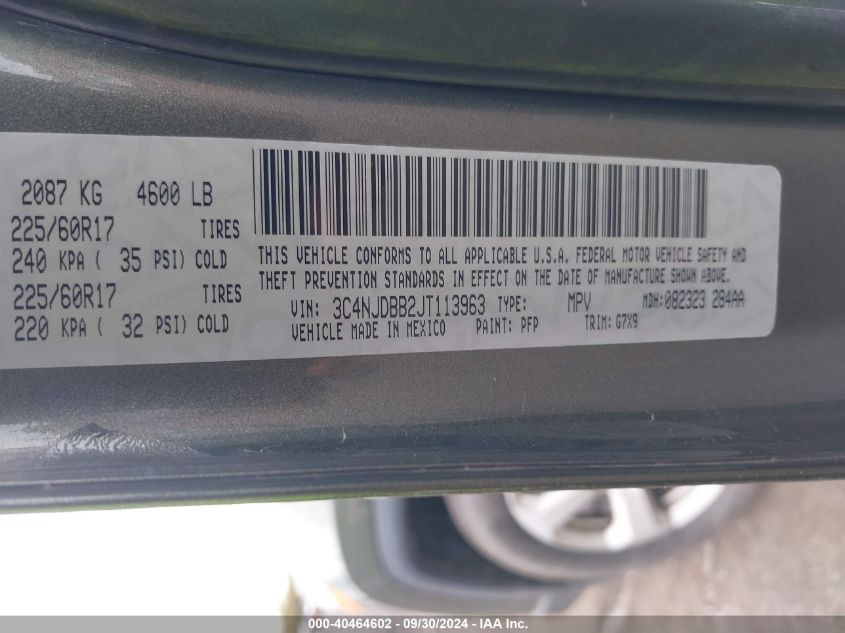 2087 KG 4600 LB
225/60R17 TIRES
240 KPA ( 35 PSI) COLD
225/60R17 TIRES
220 KPA ( 32 PSI) COLD
THIS VEHICLE CONFORMS TO ALL APPLICABLE U.S.A. FEDERAL MOTOR VEHICLE SAFETY AND
THEFT PREVENTION STANDARDS IN EFFECT ON THE DATE OF MANUFACTURE SHOWN ABOVE.
VIN: 3C4NJDBB2JT113963 TYPE: MPV MDH: 082323 284AA
VEHICLE MADE IN MEXICO PAINT: PFP TRIM: G7X9
000-40464602 - 09/30/2024 - IAA Inc.